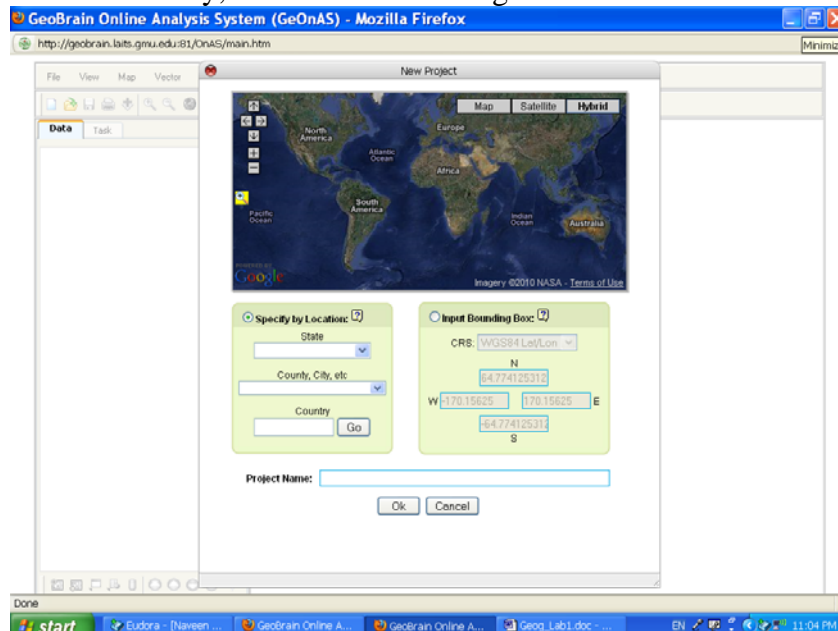 GeoBrain Online Analysis System (GeOnAS) - Mozilla Firefox
http://geobrain.laits.gmu.edu:81/OnAS/main.htm
Minimiz
File View Map Vector
New Project
Map Satellite Hybrid
Data Task
North
America
Europe
Atlantic
Ocean
Africa
South
America
Pacific
Ocean
Indian
Ocean
Australia
Google
Imagery ©2010 NASA - Terms of Use
Specify by Location: [?]
Input Bounding Box: [?]
State
CRS: WGS84 Lat/Lon
N
County, City, etc
64.774125312
W -170.15625 170.15625 E
Country
Go
-64.774125312
S
Project Name:
Ok Cancel
Done
start
Eudora - [Naveen ...
GeoBrain Online A...
GeoBrain Online A...
Geog_Lab1.doc - ...
EN
11:04 PM